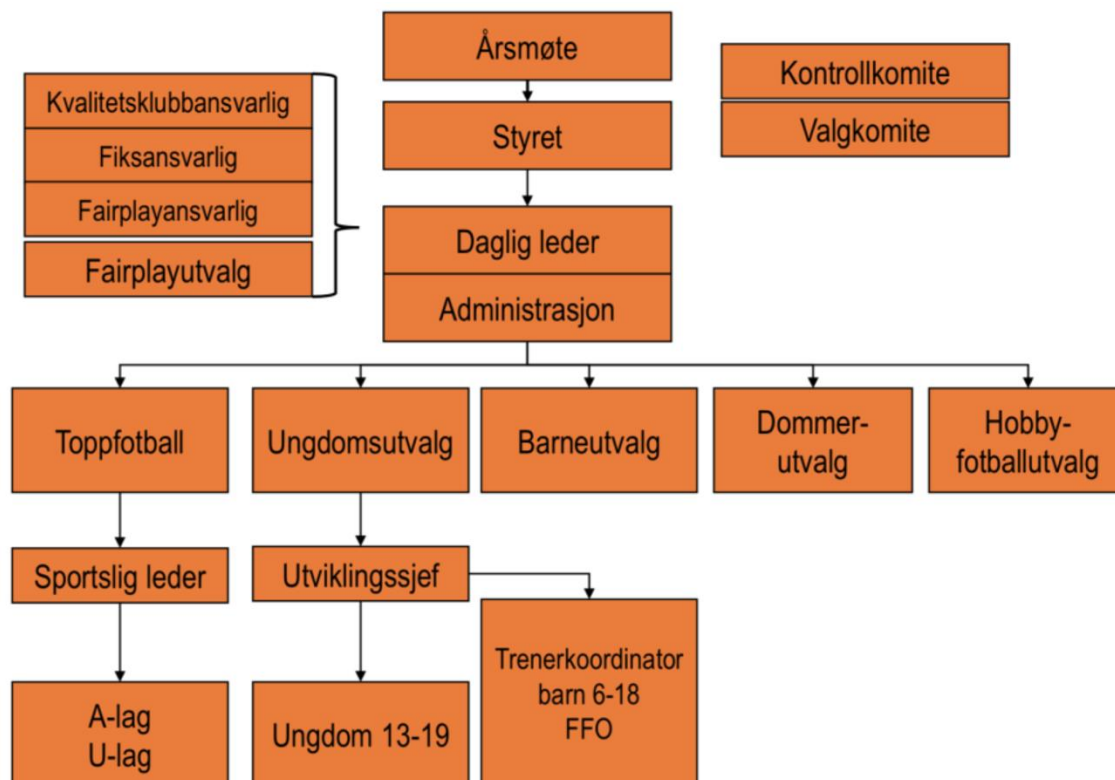 Årsmøte
Kontrollkomite
Kvalitetsklubbansvarlig
Styret
Valgkomite
Fiksansvarlig
Fairplayansvarlig
Daglig leder
Fairplayutvalg
Administrasjon
Toppfotball
Ungdomsutvalg
Barneutvalg
Dommer-
utvalg
Hobby-
fotballutvalg
Sportslig leder
Utviklingssjef
A-lag
U-lag
Ungdom 13-19
Trenerkoordinator
barn 6-18
FFO